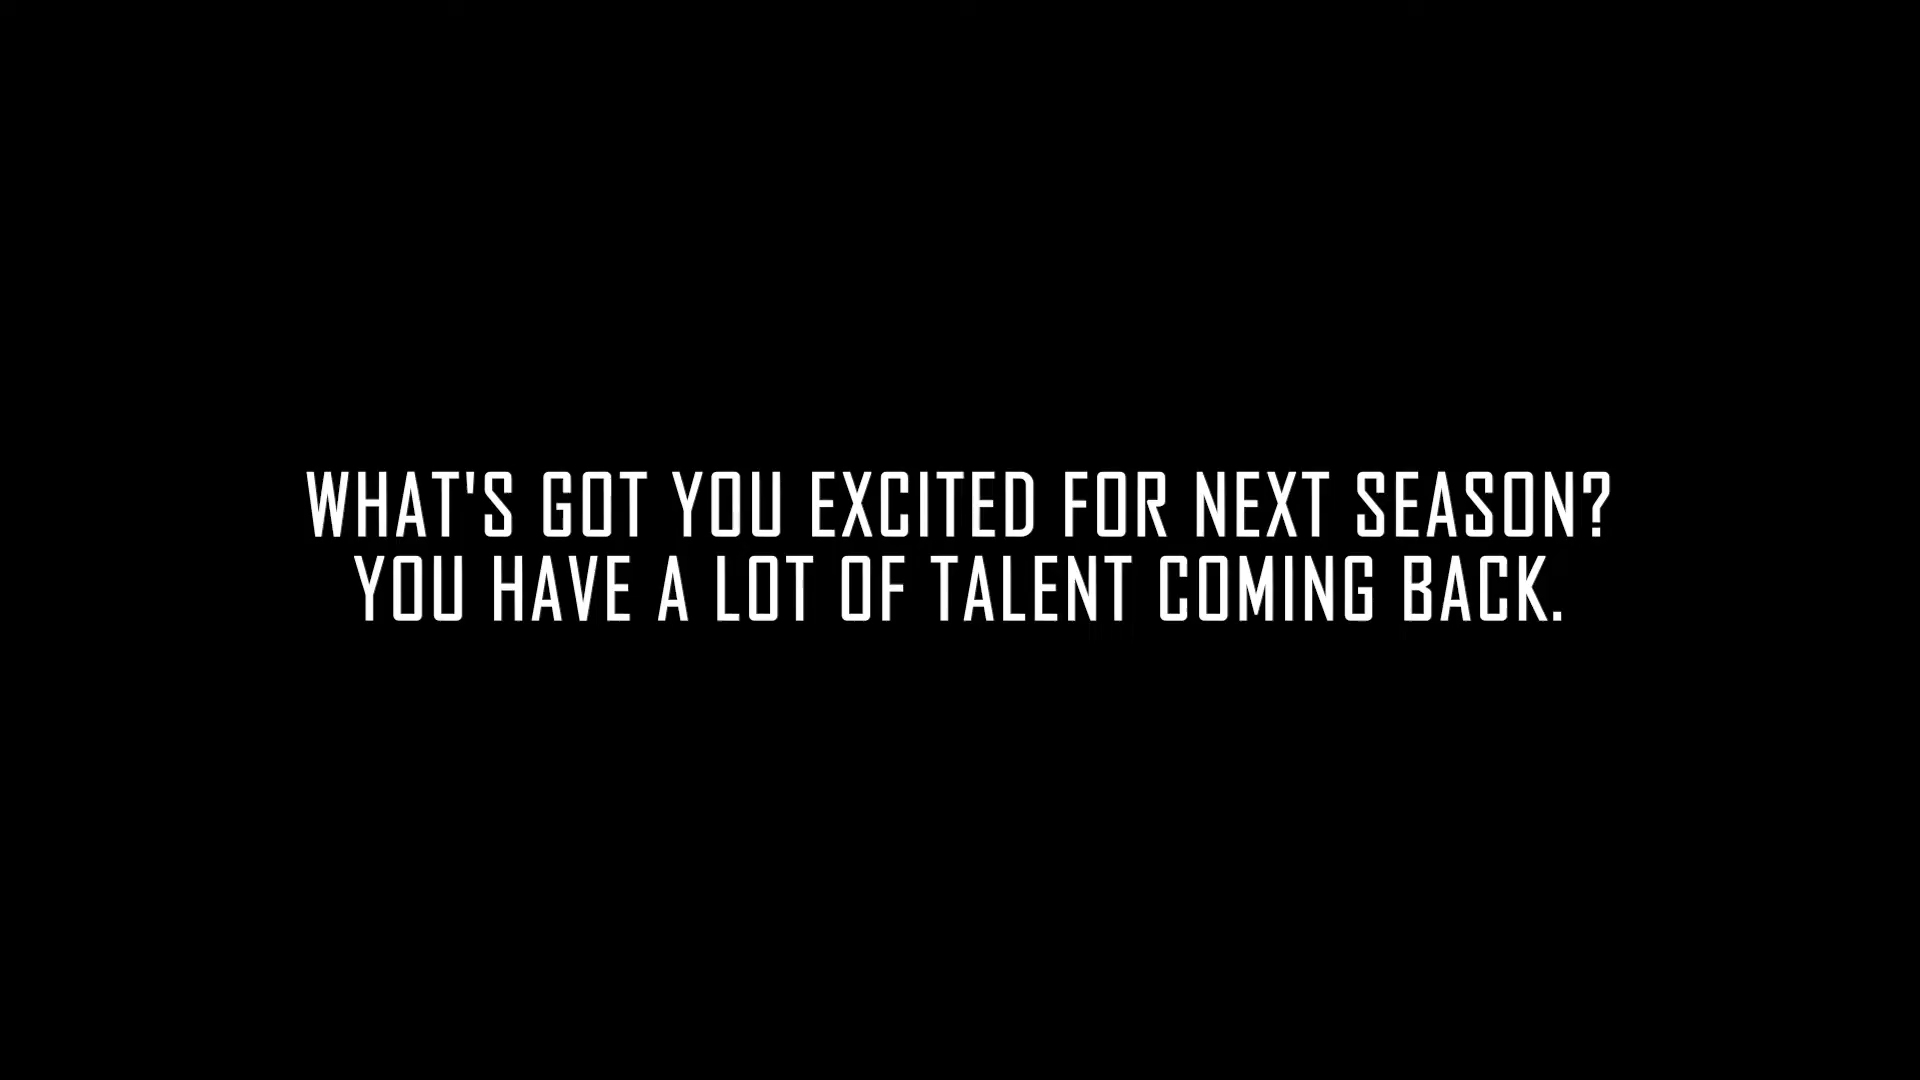 WHAT'S GOT YOU EXCITED FOR NEXT SEASON?
YOU HAVE A LOT OF TALENT COMING BACK.